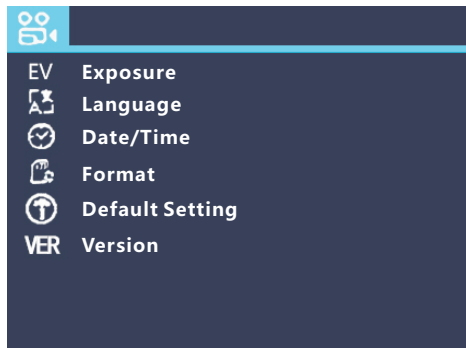 EV Exposure
Language
Date/Time
Format
Default Setting
VER Version